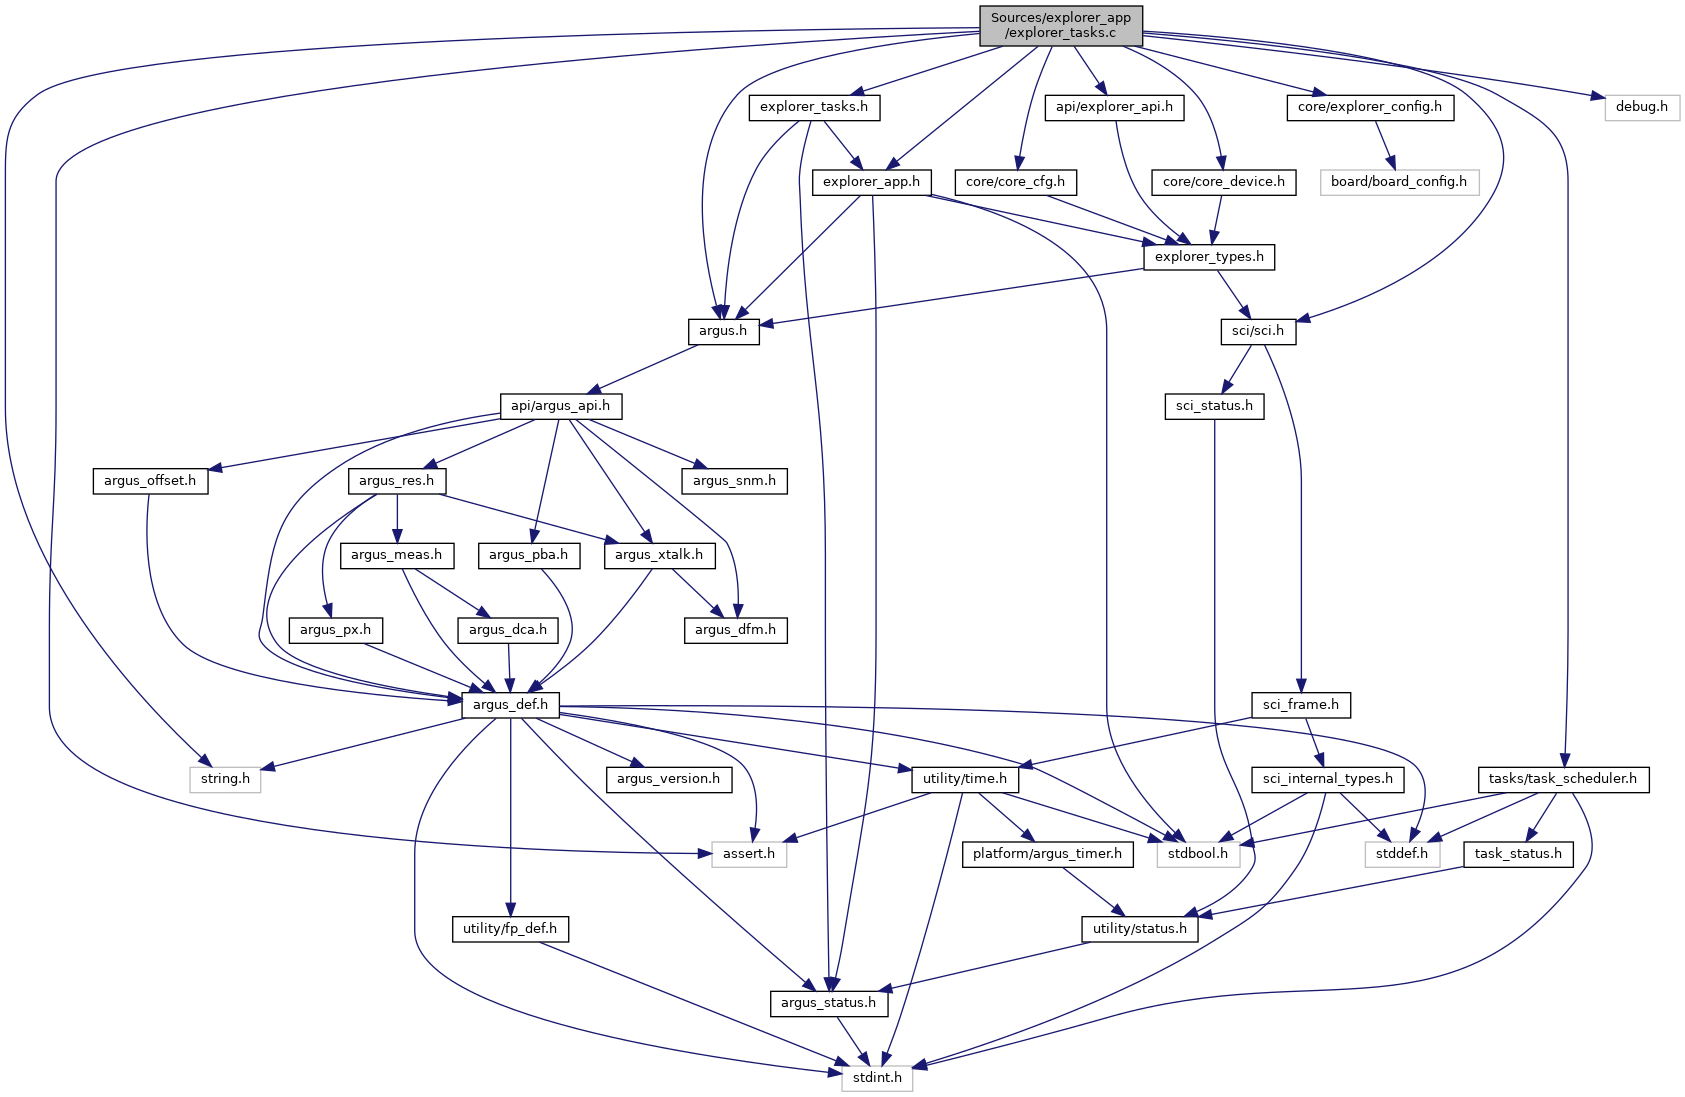 Sources/explorer_app
/explorer_tasks.c
explorer_tasks.h
api/explorer_api.h
core/explorer_config.h
debug.h
explorer_app.h
core/core_cfg.h
core/core_device.h
board/board_config.h
explorer_types.h
argus.h
sci/sci.h
api/argus_api.h
sci_status.h
argus_offset.h
argus_res.h
argus_snm.h
argus_meas.h
argus_pba.h
argus_xtalk.h
argus_px.h
argus_dca.h
argus_dfm.h
argus_def.h
sci_frame.h
string.h
argus_version.h
utility/time.h
sci_internal_types.h
tasks/task_scheduler.h
assert.h
platform/argus_timer.h
stdbool.h
stddef.h
task_status.h
utility/fp_def.h
utility/status.h
argus_status.h
stdint.h